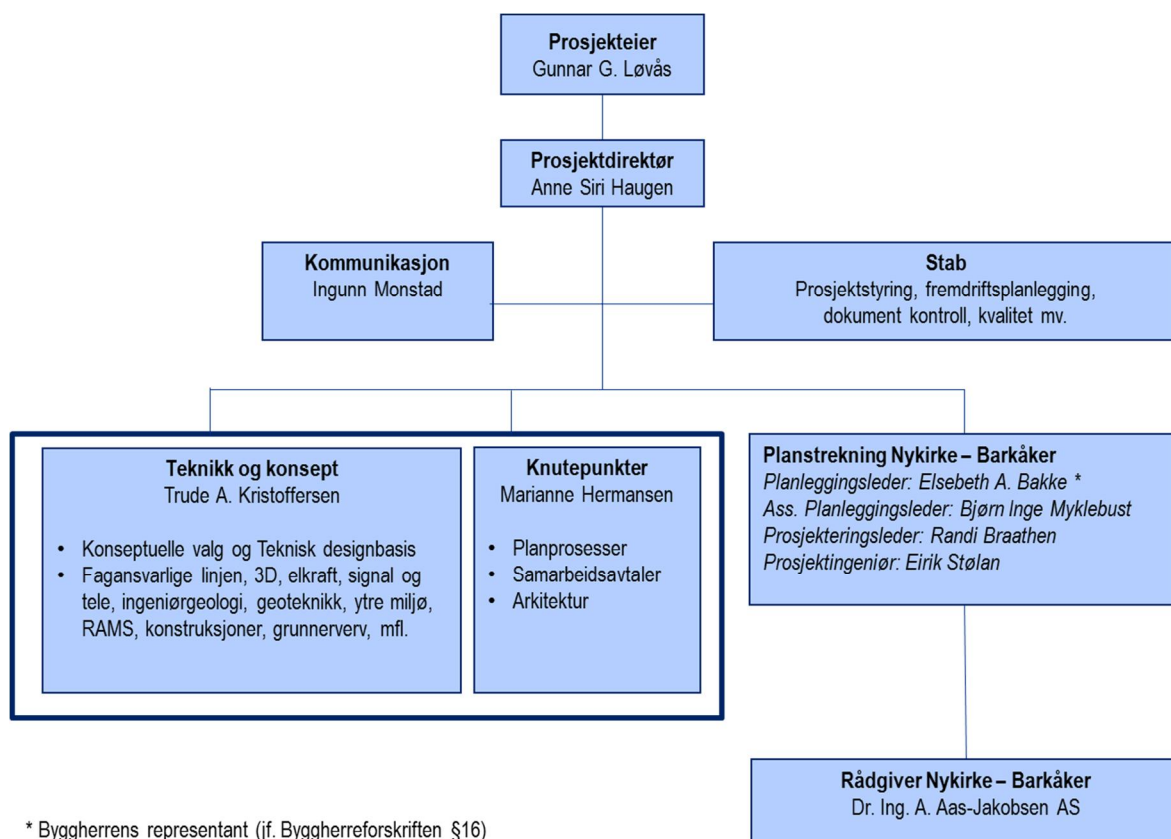 Prosjekteier
Gunnar G. Løvås
Prosjektdirektør
Anne Siri Haugen
Kommunikasjon
Ingunn Monstad
Stab
Prosjektstyring, fremdriftsplanlegging,
dokument kontroll, kvalitet mv.
Teknikk og konsept
Trude A. Kristoffersen
• Konseptuelle valg og Teknisk designbasis
• Fagansvarlige linjen, 3D, elkraft, signal og
tele, ingeniørgeologi, geoteknikk, ytre miljø,
RAMS, konstruksjoner, grunnerverv, mfl.
Knutepunkter
Marianne Hermansen
• Planprosesser
• Samarbeidsavtaler
• Arkitektur
Planstrekning Nykirke – Barkåker
Planleggingsleder: Elsebeth A. Bakke *
Ass. Planleggingsleder: Bjørn Inge Myklebust
Prosjekteringsleder: Randi Braathen
Prosjektingeniør: Eirik Stølan
Rådgiver Nykirke – Barkåker
Dr. Ing. A. Aas-Jakobsen AS
* Byggherrens representant (jf. Byggherreforskriften §16)